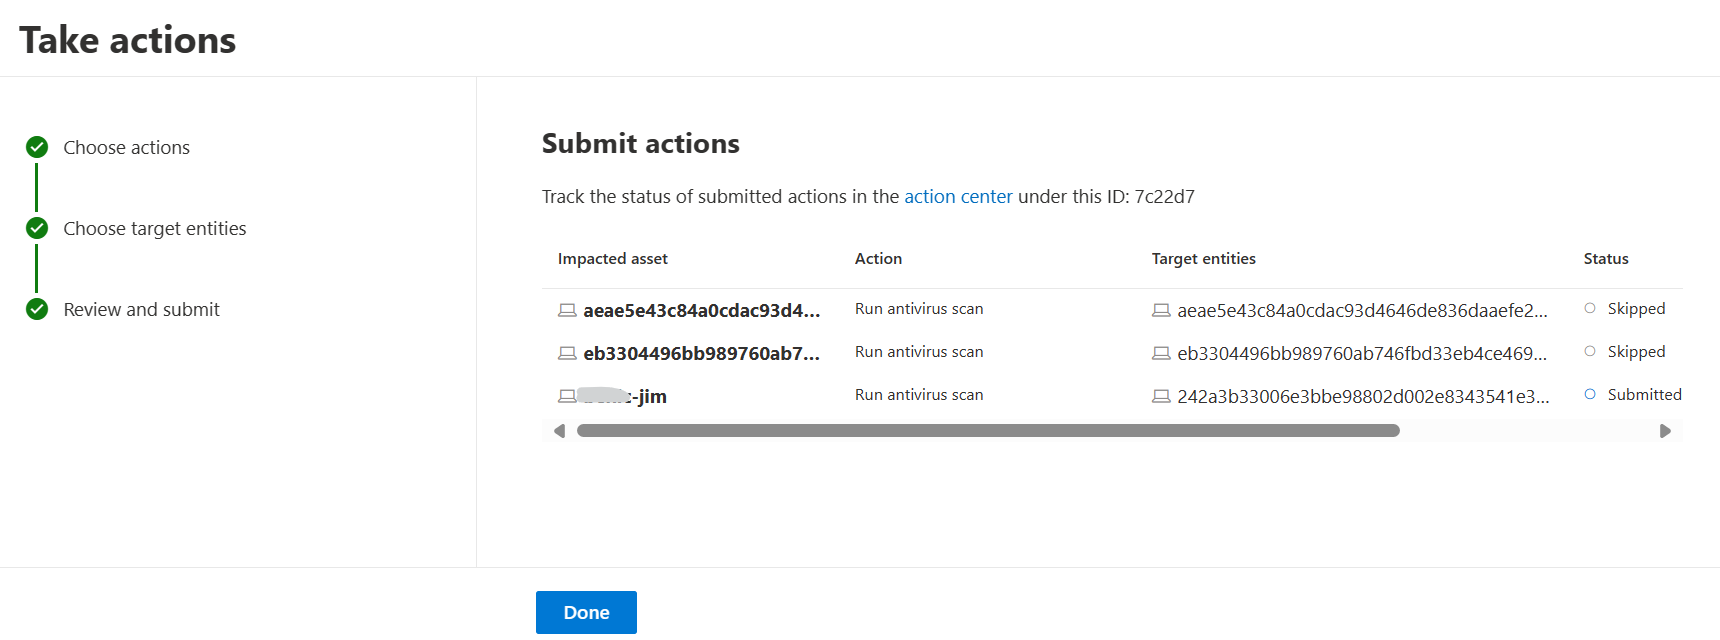 Take actions
Choose actions
Choose target entities
Review and submit
Submit actions
Track the status of submitted actions in the action center under this ID: 7c22d7
Impacted asset Action Target entities Status
aeae5e43c84a0cdac93d4... Run antivirus scan aeae5e43c84a0cdac93d4646de836daaefe2... Skipped
eb3304496bb989760ab7... Run antivirus scan eb3304496bb989760ab746fbd33eb4ce469... Skipped
-jim Run antivirus scan 242a3b33006e3bbe98802d002e8343541e3... Submitted
Done